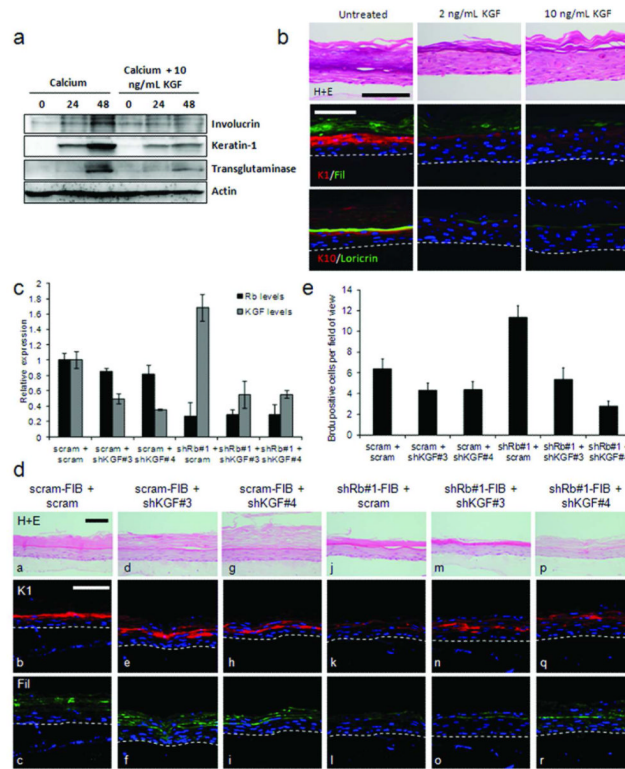 a
Calcium
Calcium + 10 ng/mL KGF
0 24 48 0 24 48
Involucrin
Keratin-1
Transglutaminase
Actin
b
Untreated 2 ng/mL KGF 10 ng/mL KGF
H+E
K1/Fil
K10/Loricrin
c
Relative expression
2
1.8
1.6
1.4
1.2
1
0.8
0.6
0.4
0.2
0
Rb levels
KGF levels
scram + scram
scram + shKGF#3
scram + shKGF#4
shRb#1 + scram
shRb#1 + shKGF#3
shRb#1 + shKGF#4
e
Brdu positive cells per field of view
14
12
10
8
6
4
2
0
scram + scram
scram + shKGF#3
scram + shKGF#4
shRb#1 + scram
shRb#1 + shKGF#3
shRb#1 + shKGF#4
d
scram-FIB + scram
scram-FIB + shKGF#3
scram-FIB + shKGF#4
shRb#1-FIB + scram
shRb#1-FIB + shKGF#3
shRb#1-FIB + shKGF#4
H+E
a d g j m p
K1
b e h k n q
Fil
c f i l o r